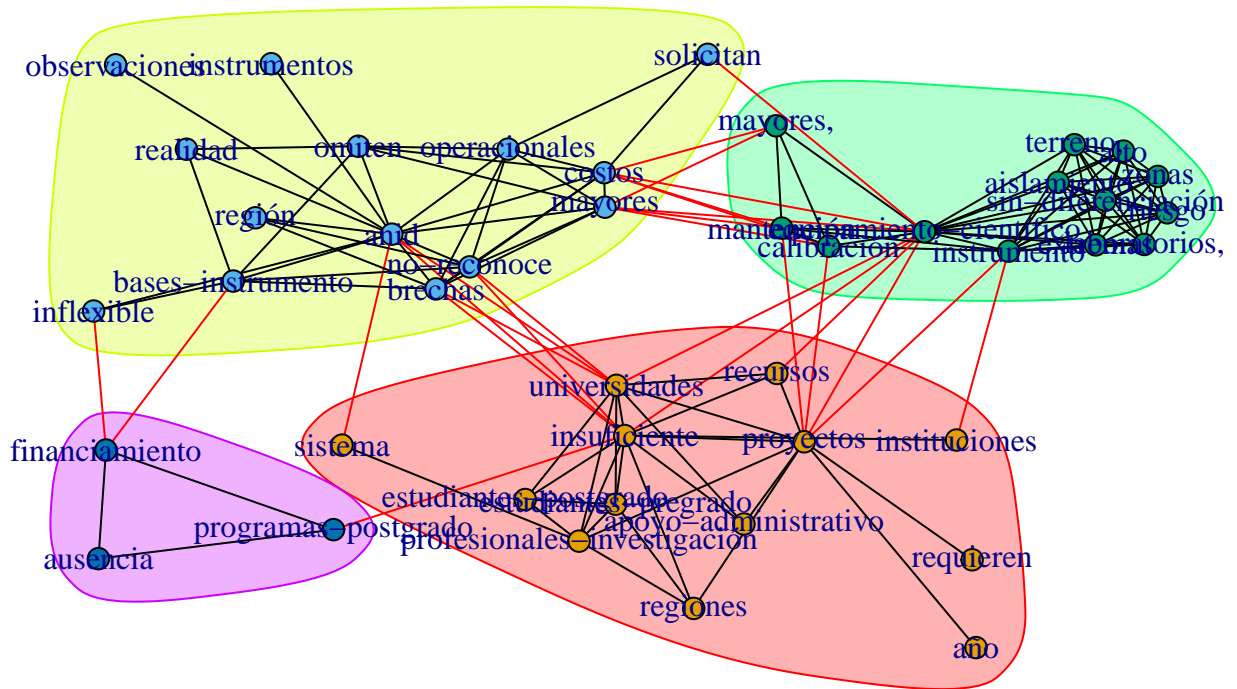 observaciones
instrumentos
solicitan
mayores,
realidad
omiten
operacionales
terreno
alto
costos
aislamiento
zonas
región
mayores
sin−diferenciación
riesgo
anid
mantención
equipamiento−científico
calibración
instrumento
laboratorios,
no−reconoce
bases−instrumento
brechas
inflexible
universidades
recursos
financiamiento
sistema
insuficiente
proyectos
instituciones
estudiantes−postgrado
estudiantes−pregrado
programas−postgrado
apoyo−administrativo
ausencia
profesionales−investigación
requieren
regiones
año